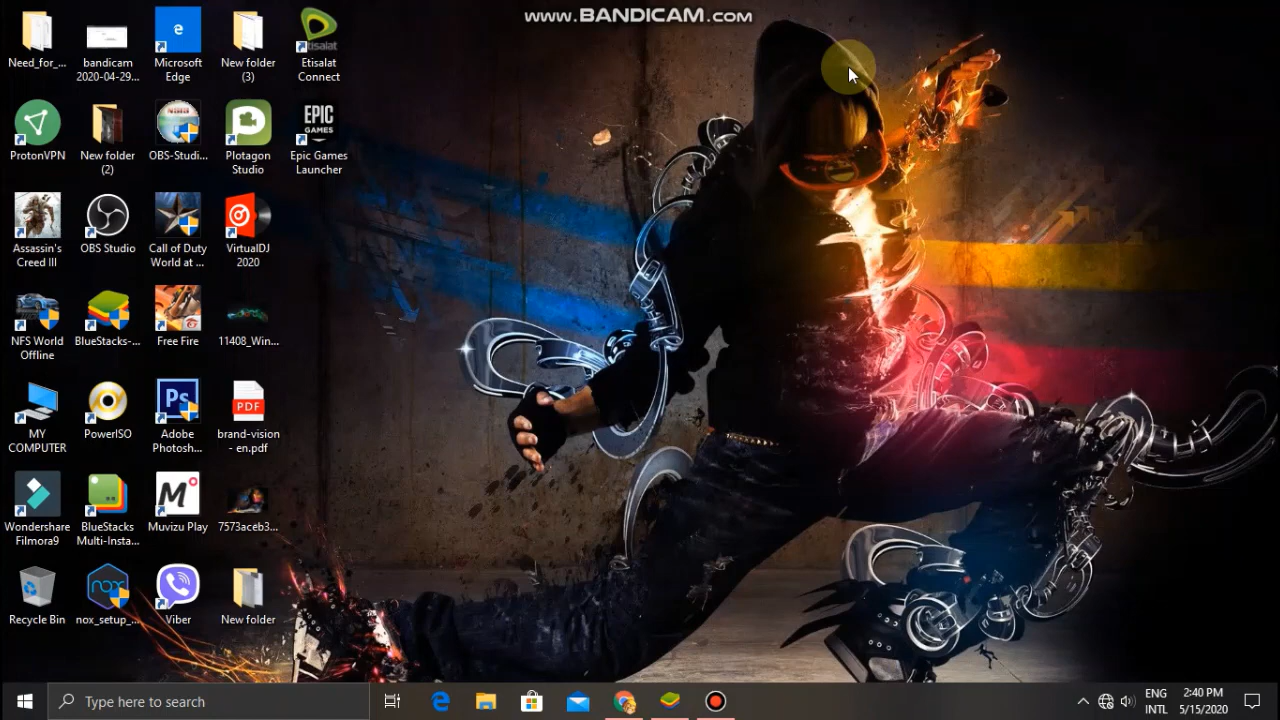 www.BANDICAM.com
Need_for_...
bandicam
2020-04-29...
Microsoft
Edge
New folder
(3)
etisalat
Etisalat
Connect
ProtonVPN
New folder
(2)
OBS-Studi...
Plotagon
Studio
EPIC
GAMES
Epic Games
Launcher
Assassin's
Creed III
OBS Studio
Call of Duty
World at ...
VirtualDJ
2020
NFS World
Offline
BlueStacks-...
Free Fire
11408_Win...
MY
COMPUTER
PowerISO
Ps
Adobe
Photosh...
PDF
brand-vision
- en.pdf
Wondershare
Filmora9
BlueStacks
Multi-Insta...
M
Muvizu Play
7573aceb3...
Recycle Bin
nox
nox_setup_...
Viber
New folder
Type here to search
ENG
INTL
2:40 PM
5/15/2020